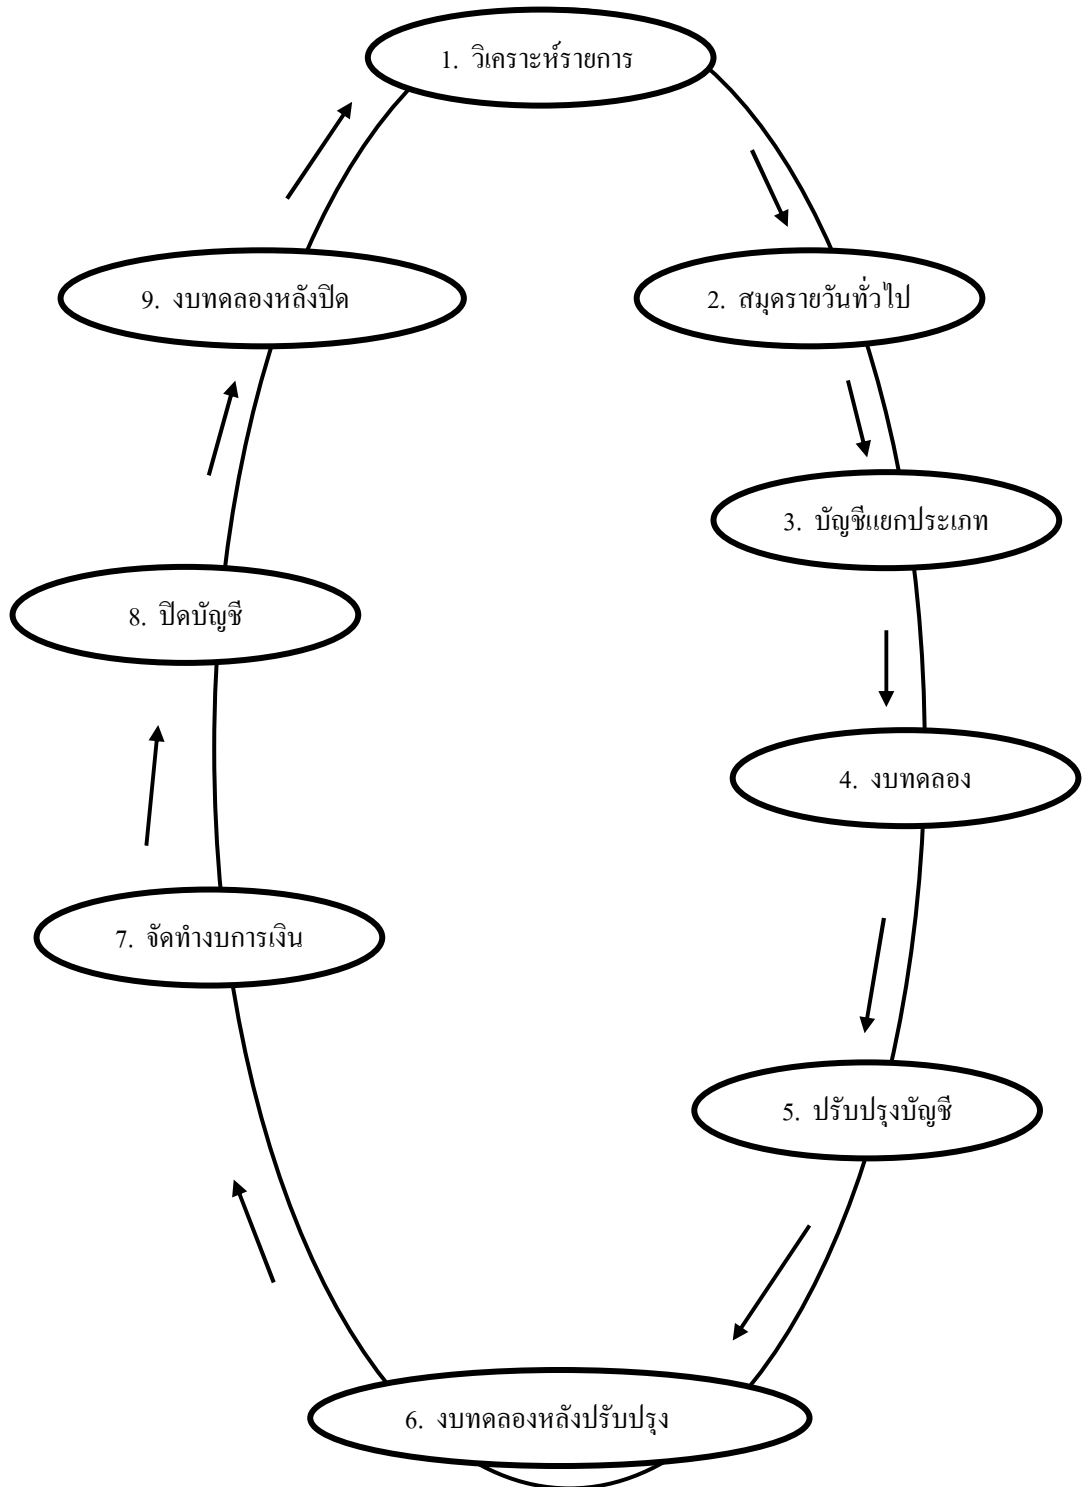 1. วิเคราะห์รายการ
2. สมุดรายวันทั่วไป
3. บัญชีแยกประเภท
4. งบทดลอง
5. ปรับปรุงบัญชี
6. งบทดลองหลังปรับปรุง
7. จัดทำงบการเงิน
8. ปิดบัญชี
9. งบทดลองหลังปิด